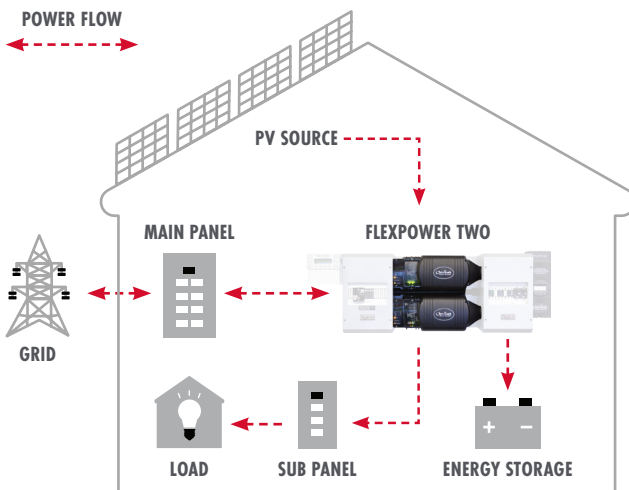 POWER FLOW
PV SOURCE
MAIN PANEL
FLEXPOWER TWO
GRID
+ −
LOAD
SUB PANEL
ENERGY STORAGE